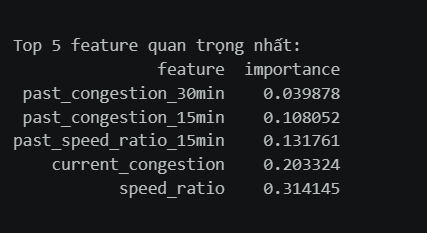 Top 5 feature quan trọng nhất:
feature importance
past_congestion_30min 0.039878
past_congestion_15min 0.108052
past_speed_ratio_15min 0.131761
current_congestion 0.203324
speed_ratio 0.314145